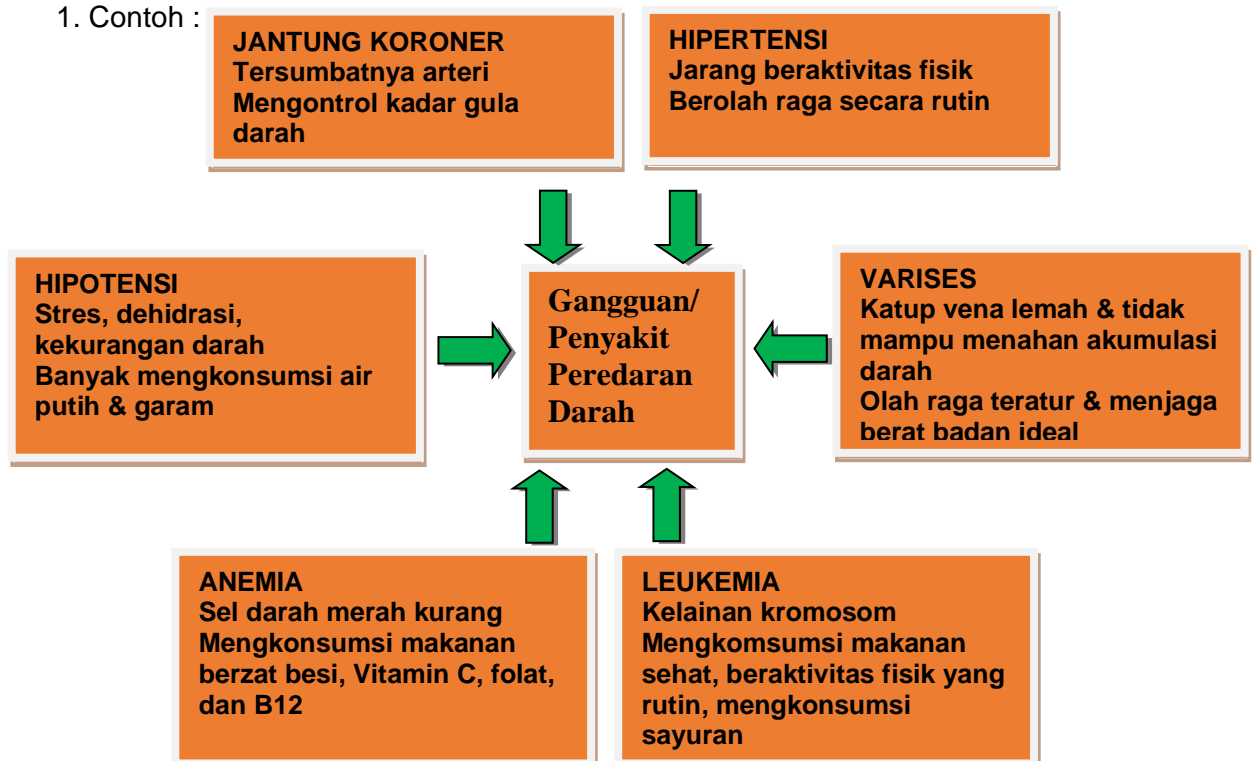 1. Contoh :
JANTUNG KORONER
Tersumbatnya arteri
Mengontrol kadar gula
darah
HIPERTENSI
Jarang beraktivitas fisik
Berolah raga secara rutin
HIPOTENSI
Stres, dehidrasi,
kekurangan darah
Banyak mengkonsumsi air
putih & garam
Gangguan/
Penyakit
Peredaran
Darah
VARISES
Katup vena lemah & tidak
mampu menahan akumulasi
darah
Olah raga teratur & menjaga
berat badan ideal
ANEMIA
Sel darah merah kurang
Mengkonsumsi makanan
berzat besi, Vitamin C, folat,
dan B12
LEUKEMIA
Kelainan kromosom
Mengkomsumsi makanan
sehat, beraktivitas fisik yang
rutin, mengkonsumsi
sayuran